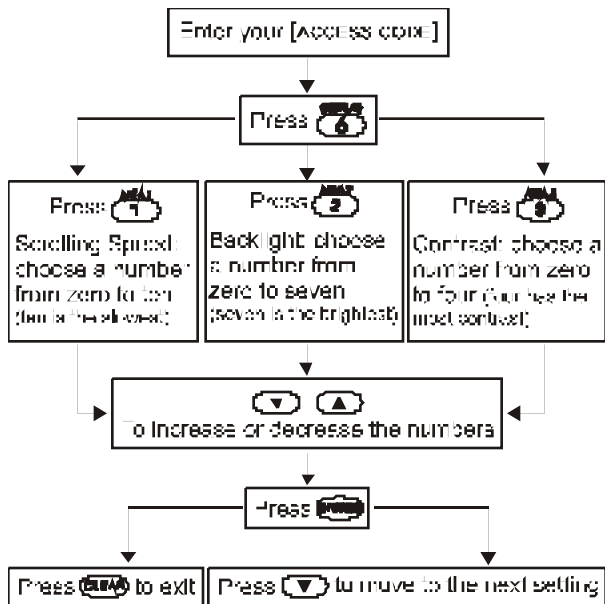 Enter your [ACCESS CODE]
Press 6
Press 1
Scrolling Speed:
choose a number
from zero to ten
(ten is the slowest)
Press 2
Backlight: choose
a number from
zero to seven
(seven is the brightest)
Press 3
Contrast: choose a
number from zero
to four (four has the
most contrast)
To increase or decrease the numbers
Press
Press CLEAR to exit
Press to move to the next setting